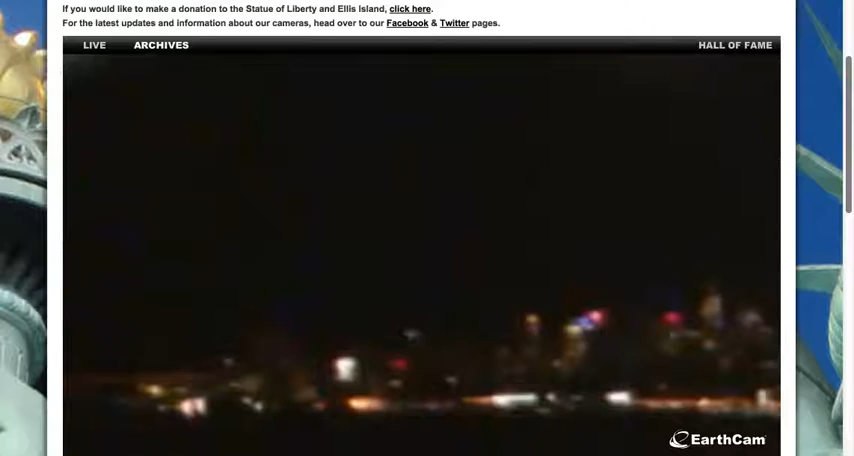 If you would like to make a donation to the Statue of Liberty and Ellis Island, click here.
For the latest updates and information about our cameras, head over to our Facebook & Twitter pages.
LIVE ARCHIVES HALL OF FAME
EarthCam